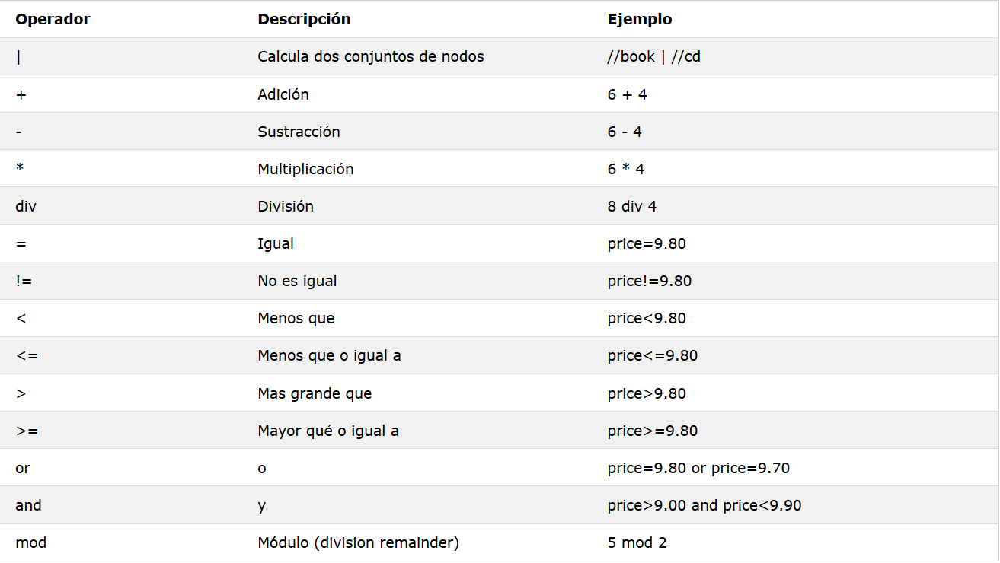 Operador Descripción Ejemplo
| Calcula dos conjuntos de nodos //book | //cd
+ Adición 6 + 4
- Sustracción 6 - 4
* Multiplicación 6 * 4
div División 8 div 4
= Igual price=9.80
!= No es igual price!=9.80
< Menos que price<9.80
<= Menos que o igual a price<=9.80
> Mas grande que price>9.80
>= Mayor qué o igual a price>=9.80
or o price=9.80 or price=9.70
and y price>9.00 and price<9.90
mod Módulo (division remainder) 5 mod 2